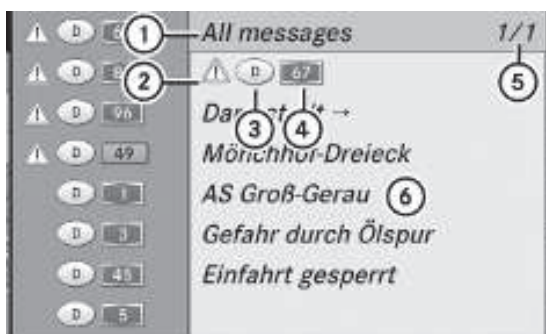 D 1 All messages 1/1
D 2 D 67 5
D 96 3 4 →
D 49 Mönchhof-Dreieck
D 1 AS Groß-Gerau 6
D 3 Gefahr durch Ölspur
D 45 Einfahrt gesperrt
D 5